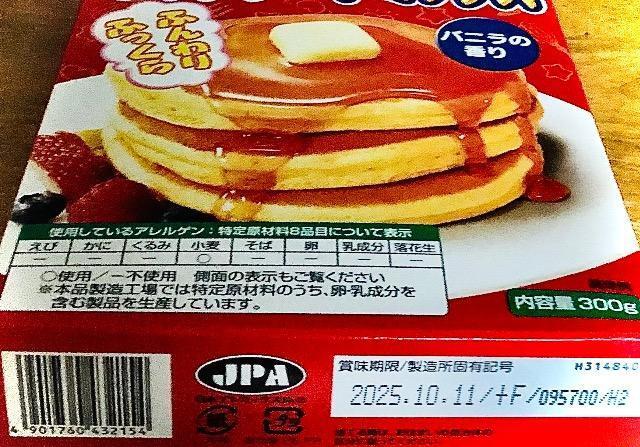 ふんわり
ふっくら
バニラの
香り
使用しているアレルゲン:特定原材料8品目について表示
えび かに くるみ 小麦 そば 卵 乳成分 落花生
－ － － ○ － － － －
○使用／－不使用 側面の表示もご覧ください
※本品製造工場では特定原材料のうち、卵・乳成分を
含む製品を生産しています。
内容量 300g
JPA
賞味期限/製造所固有記号
H314840
2025.10.11/+F/095700/H2
4 901760 432154